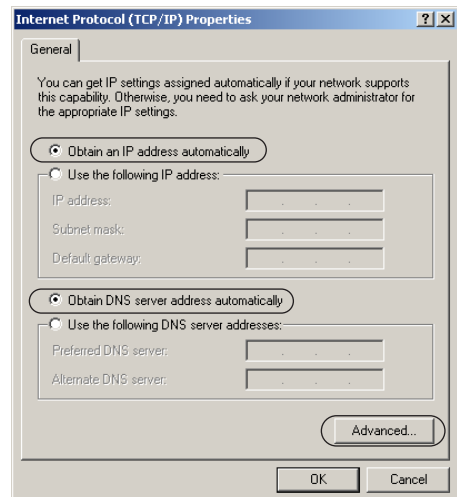 Internet Protocol (TCP/IP) Properties
General
You can get IP settings assigned automatically if your network supports
this capability. Otherwise, you need to ask your network administrator for
the appropriate IP settings.
Obtain an IP address automatically
Use the following IP address:
IP address:
Subnet mask:
Default gateway:
Obtain DNS server address automatically
Use the following DNS server addresses:
Preferred DNS server:
Alternate DNS server:
Advanced...
OK Cancel